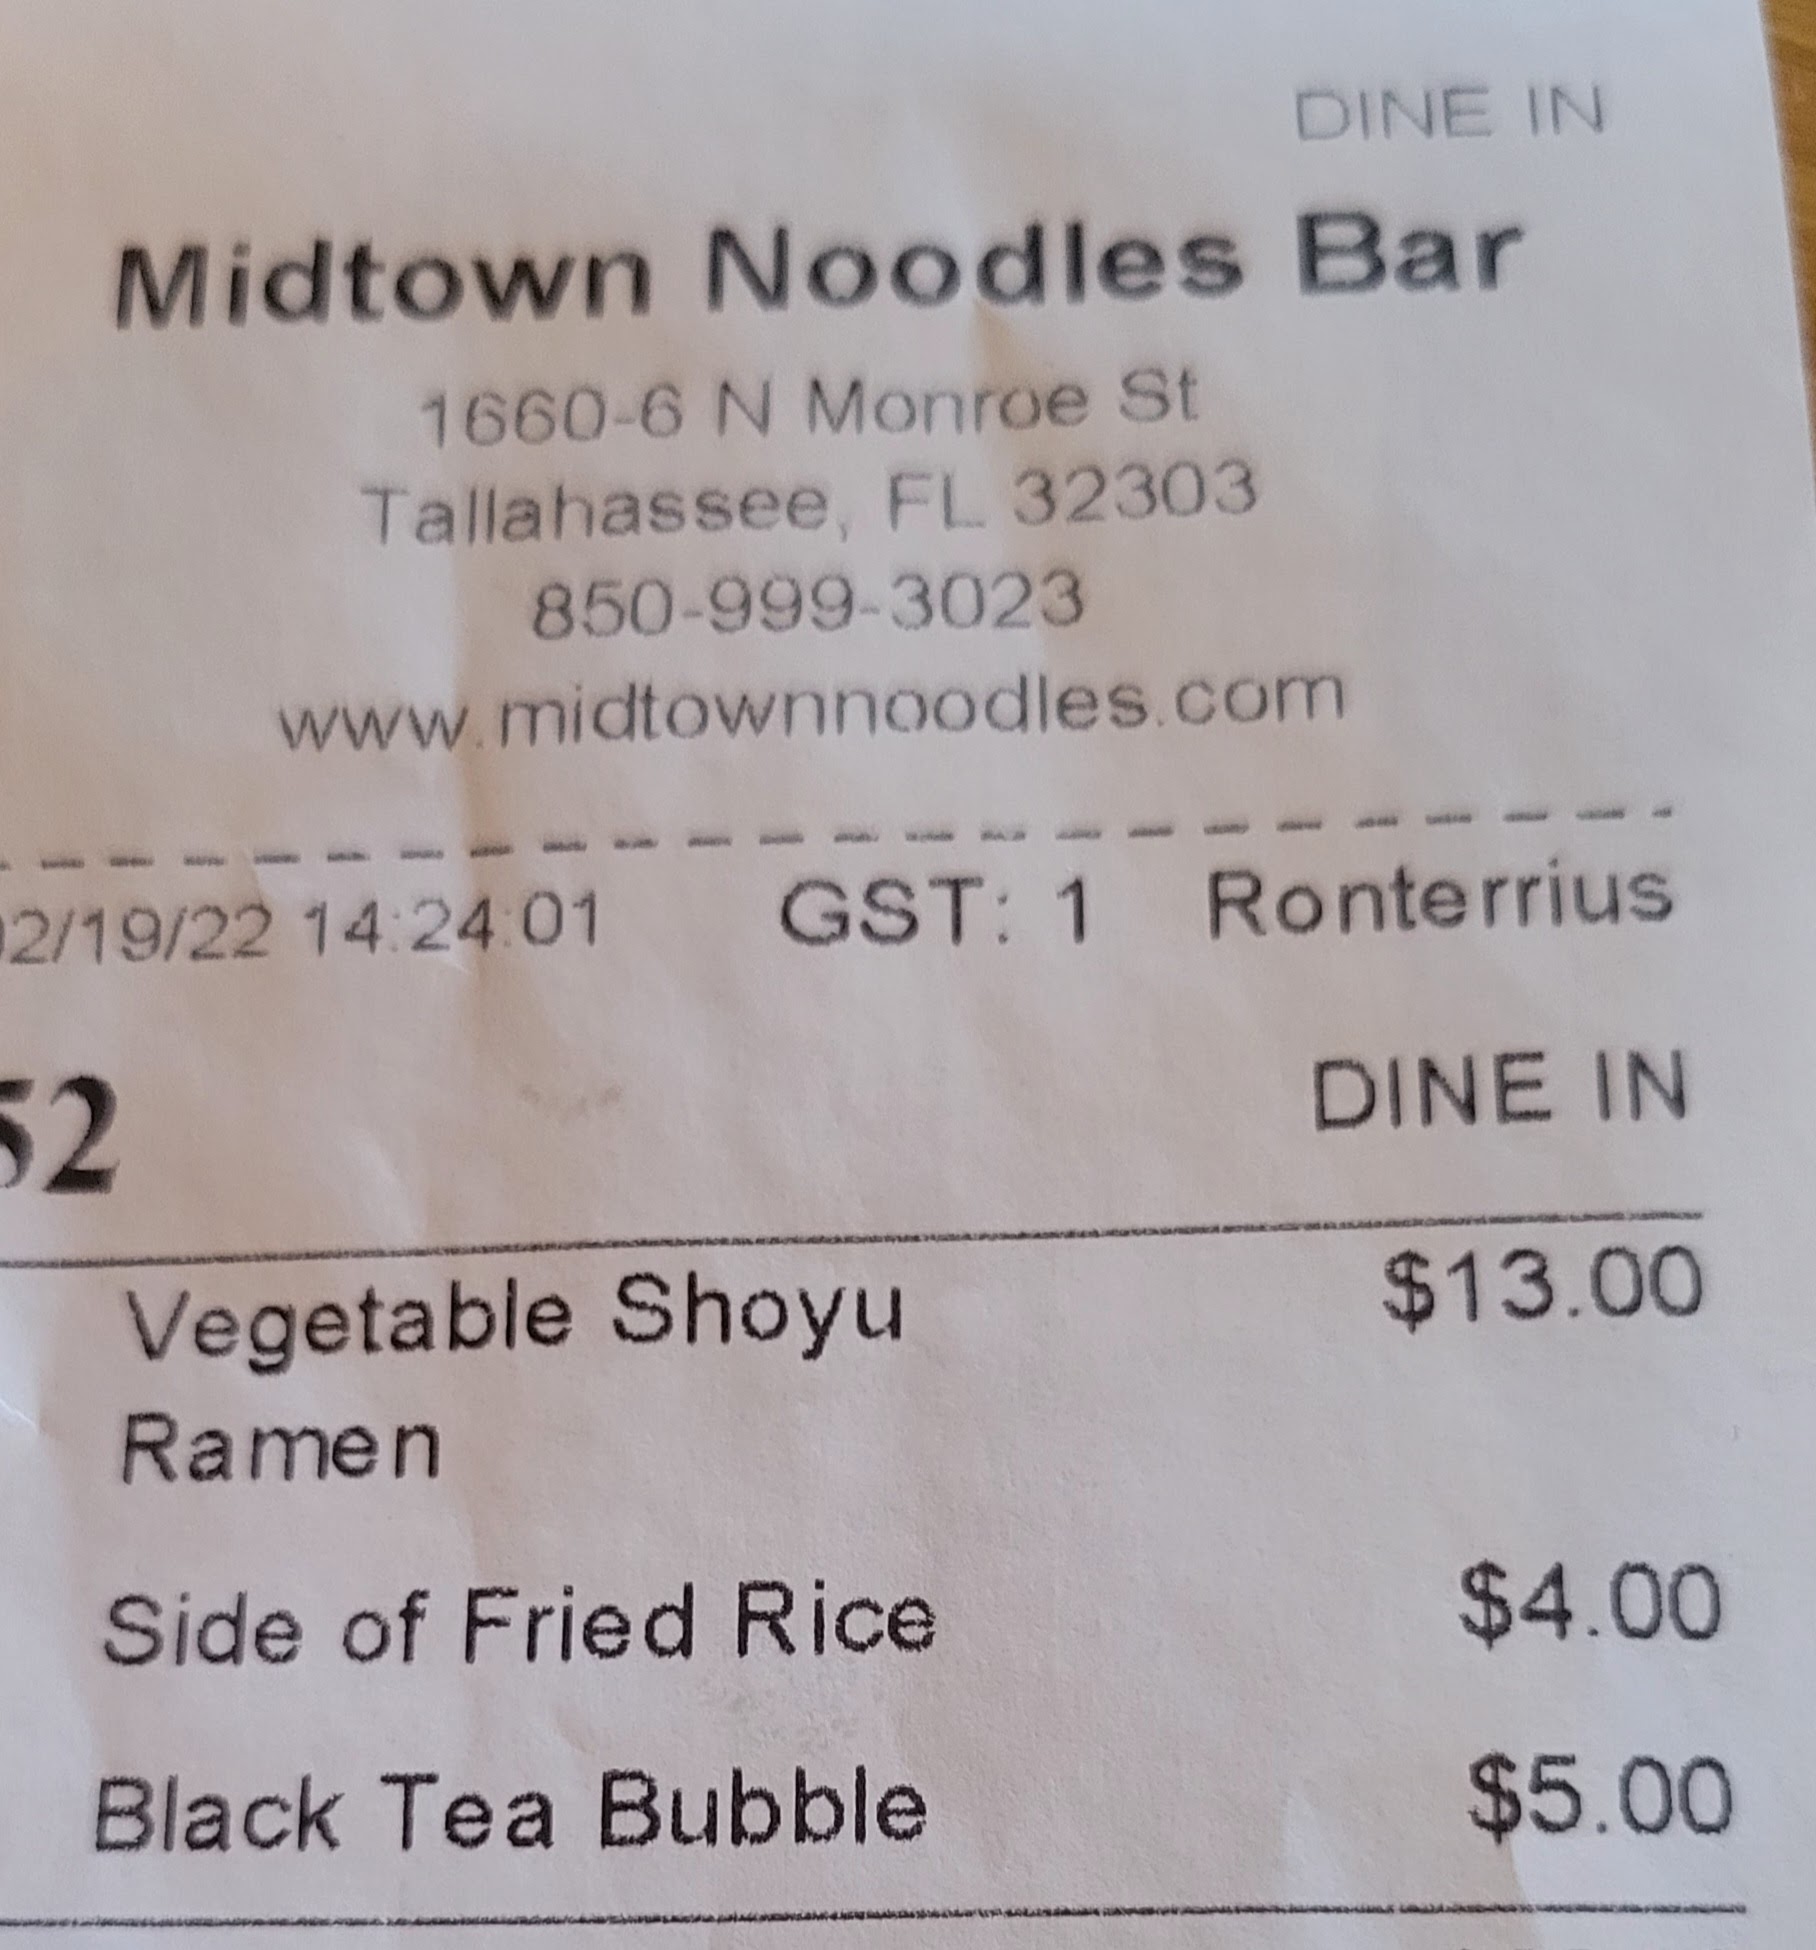 DINE IN
Midtown Noodles Bar
1660-6 N Monroe St
Tallahassee, FL 32303
850-999-3023
www.midtownnoodles.com
2/19/22 14:24:01 GST: 1 Ronterrius
52 DINE IN
Vegetable Shoyu $13.00
Ramen
Side of Fried Rice $4.00
Black Tea Bubble $5.00